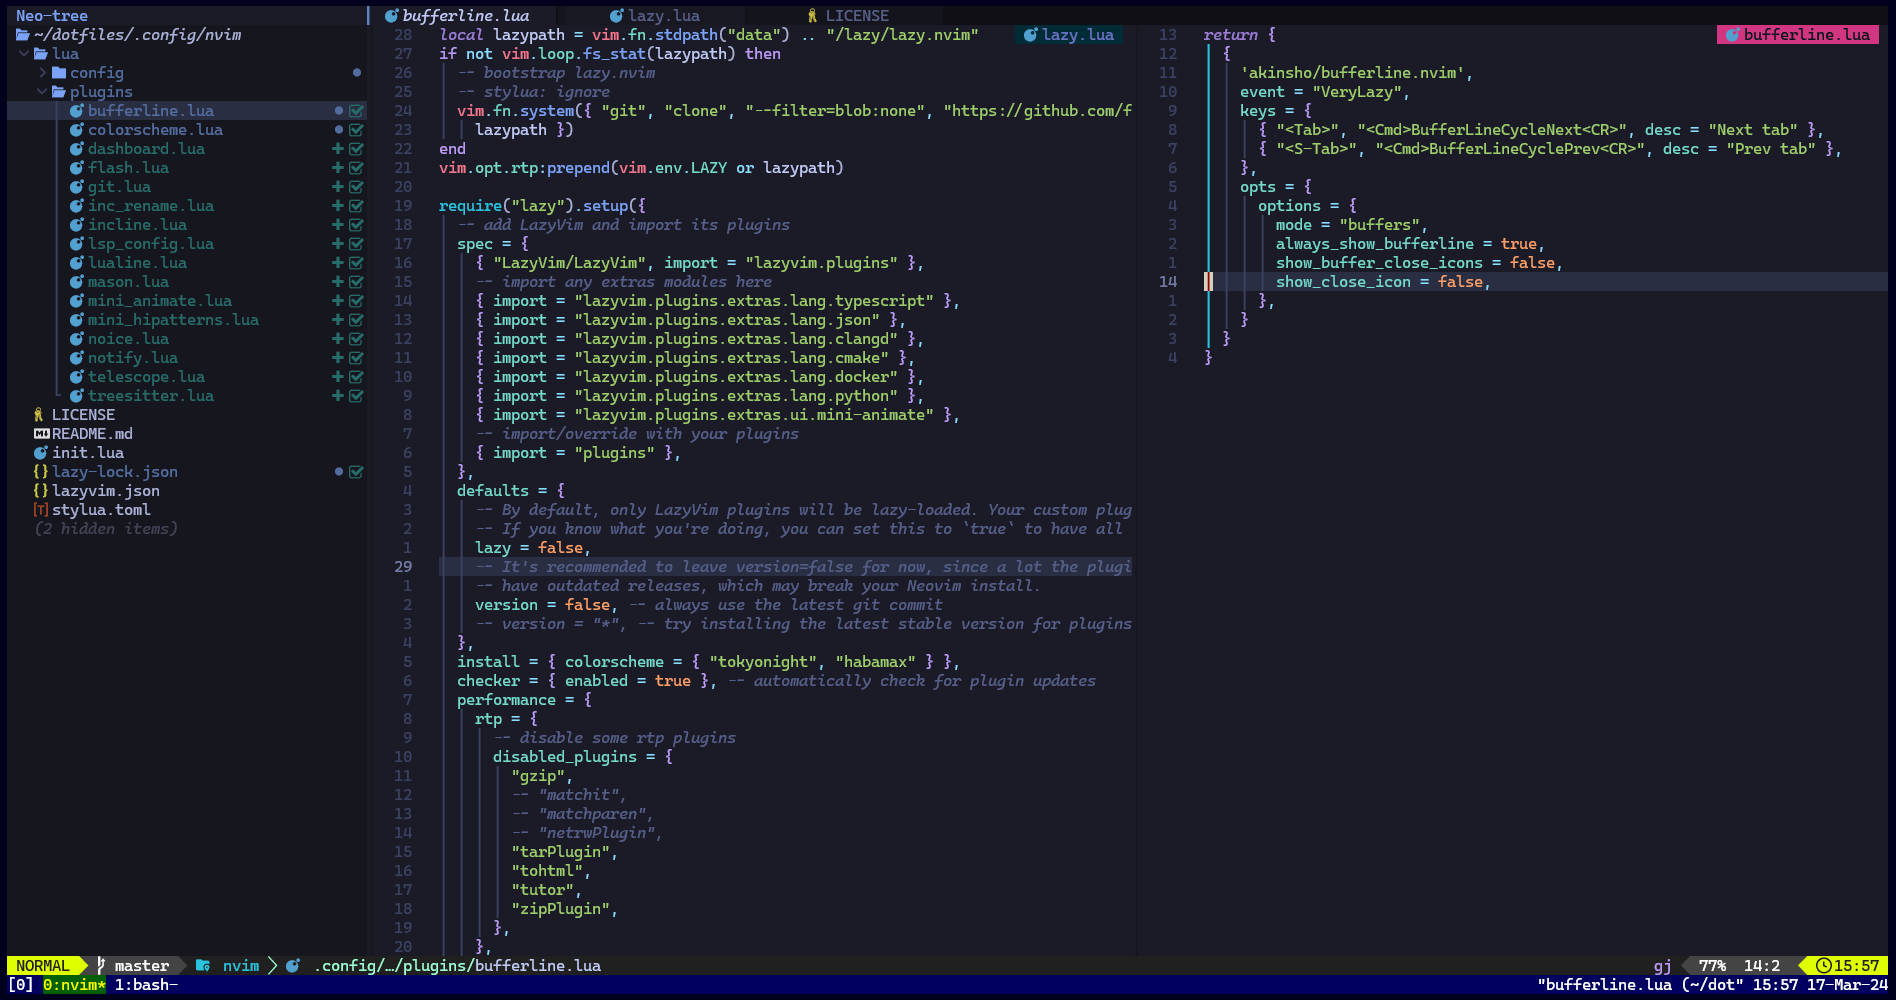 Neo-tree
~/dotfiles/.config/nvim
lua
config
plugins
bufferline.lua
colorscheme.lua
dashboard.lua
flash.lua
git.lua
inc_rename.lua
incline.lua
lsp_config.lua
lualine.lua
mason.lua
mini_animate.lua
mini_hipatterns.lua
noice.lua
notify.lua
telescope.lua
treesitter.lua
LICENSE
README.md
init.lua
{} lazy-lock.json
{} lazyvim.json
[T] stylua.toml
(2 hidden items)
bufferline.lua lazy.lua LICENSE
28 local lazypath = vim.fn.stdpath("data") .. "/lazy/lazy.nvim" lazy.lua
27 if not vim.loop.fs_stat(lazypath) then
26 -- bootstrap lazy.nvim
25 -- stylua: ignore
24 vim.fn.system({ "git", "clone", "--filter=blob:none", "https://github.com/f
23 lazypath })
22 end
21 vim.opt.rtp:prepend(vim.env.LAZY or lazypath)
20
19 require("lazy").setup({
18 -- add LazyVim and import its plugins
17 spec = {
16 { "LazyVim/LazyVim", import = "lazyvim.plugins" },
15 -- import any extras modules here
14 { import = "lazyvim.plugins.extras.lang.typescript" },
13 { import = "lazyvim.plugins.extras.lang.json" },
12 { import = "lazyvim.plugins.extras.lang.clangd" },
11 { import = "lazyvim.plugins.extras.lang.cmake" },
10 { import = "lazyvim.plugins.extras.lang.docker" },
9 { import = "lazyvim.plugins.extras.lang.python" },
8 { import = "lazyvim.plugins.extras.ui.mini-animate" },
7 -- import/override with your plugins
6 { import = "plugins" },
5 },
4 defaults = {
3 -- By default, only LazyVim plugins will be lazy-loaded. Your custom plug
2 -- If you know what you're doing, you can set this to `true` to have all
1 lazy = false,
29 -- It's recommended to leave version=false for now, since a lot the plugi
1 -- have outdated releases, which may break your Neovim install.
2 version = false, -- always use the latest git commit
3 -- version = "*", -- try installing the latest stable version for plugins
4 },
5 install = { colorscheme = { "tokyonight", "habamax" } },
6 checker = { enabled = true }, -- automatically check for plugin updates
7 performance = {
8 rtp = {
9 -- disable some rtp plugins
10 disabled_plugins = {
11 "gzip",
12 -- "matchit",
13 -- "matchparen",
14 -- "netrwPlugin",
15 "tarPlugin",
16 "tohtml",
17 "tutor",
18 "zipPlugin",
19 },
20 },
13 return { bufferline.lua
12 {
11 'akinsho/bufferline.nvim',
10 event = "VeryLazy",
9 keys = {
8 { "<Tab>", "<Cmd>BufferLineCycleNext<CR>", desc = "Next tab" },
7 { "<S-Tab>", "<Cmd>BufferLineCyclePrev<CR>", desc = "Prev tab" },
6 },
5 opts = {
4 options = {
3 mode = "buffers",
2 always_show_bufferline = true,
1 show_buffer_close_icons = false,
14 show_close_icon = false,
1 },
2 }
3 }
4 }
NORMAL master nvim .config/…/plugins/bufferline.lua gj 77% 14:2 15:57
[0] 0:nvim* 1:bash- "bufferline.lua (~/dot" 15:57 17-Mar-24